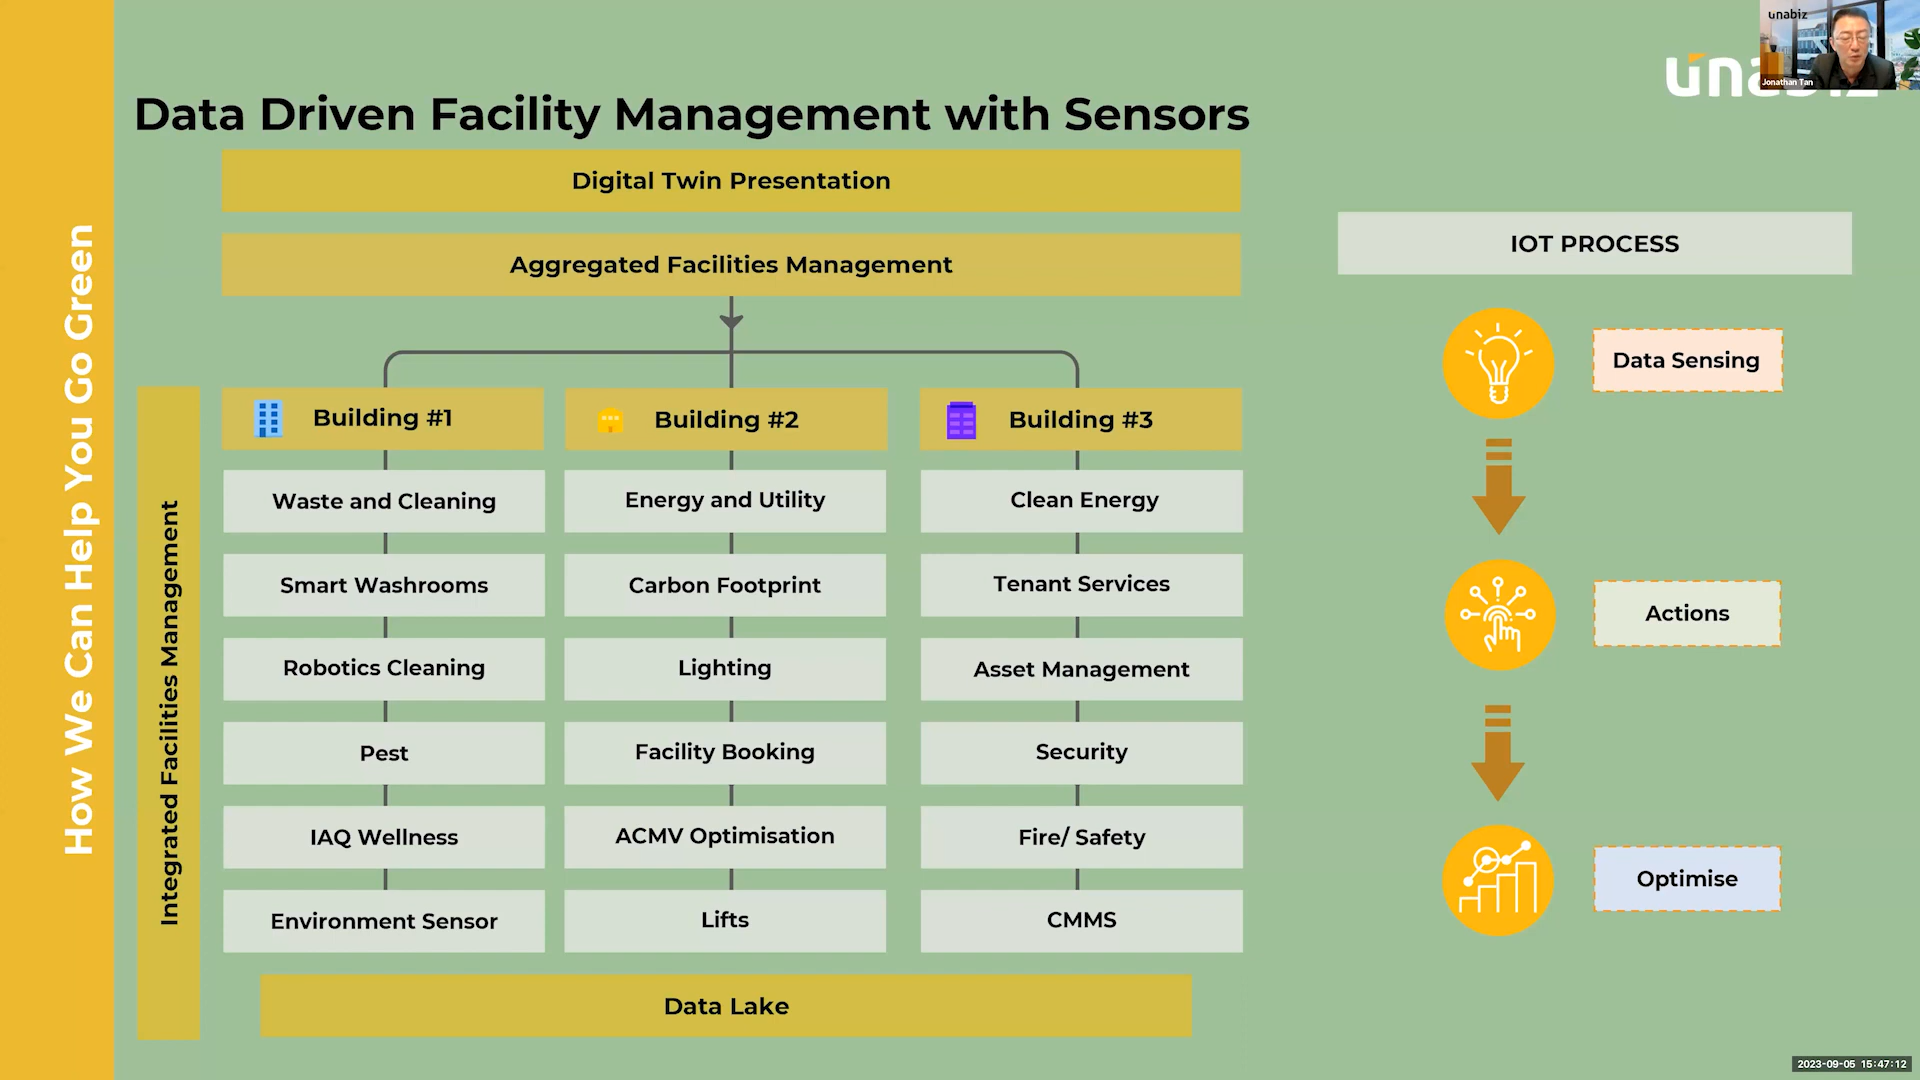 unabiz
Jonathan Tan
Data Driven Facility Management with Sensors
How We Can Help You Go Green
Digital Twin Presentation
Aggregated Facilities Management
Integrated Facilities Management
Building #1
Waste and Cleaning
Smart Washrooms
Robotics Cleaning
Pest
IAQ Wellness
Environment Sensor
Building #2
Energy and Utility
Carbon Footprint
Lighting
Facility Booking
ACMV Optimisation
Lifts
Building #3
Clean Energy
Tenant Services
Asset Management
Security
Fire/ Safety
CMMS
Data Lake
IOT PROCESS
Data Sensing
Actions
Optimise
2023-09-05 15:47:12